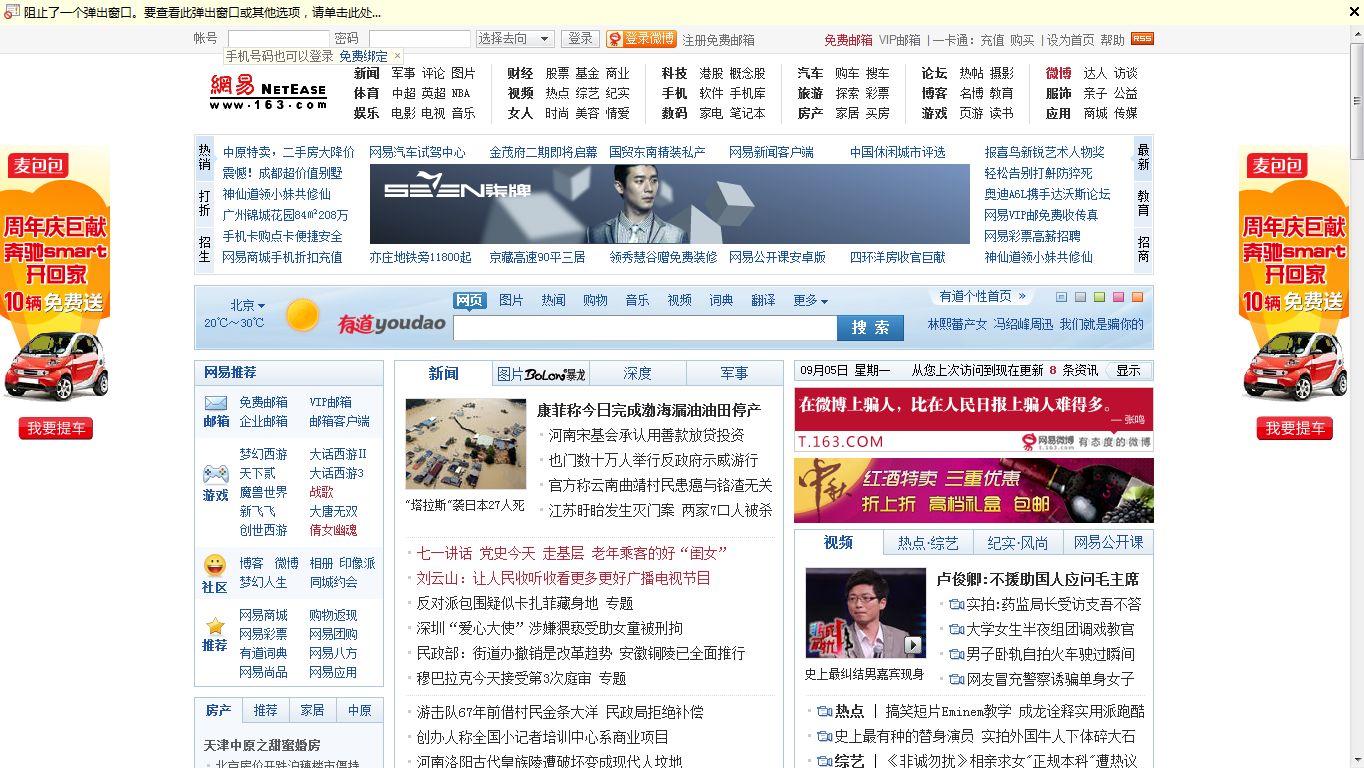 阻止了一个弹出窗口。要查看此弹出窗口或其他选项，请单击此处...
帐号 密码 选择去向 登录 登录微博 注册免费邮箱 免费邮箱 VIP邮箱 | 一卡通：充值 购买 | 设为首页 帮助 RSS
手机号码也可以登录 免费绑定 ×
網易 NETEASE
www.163.com
新闻 军事 评论 图片 财经 股票 基金 商业 科技 港股 概念股 汽车 购车 搜车 论坛 热帖 摄影 微博 达人 访谈
体育 中超 英超 NBA 视频 热点 综艺 纪实 手机 软件 手机库 旅游 探索 彩票 博客 名博 教育 服饰 亲子 公益
娱乐 电影 电视 音乐 女人 时尚 美容 情爱 数码 家电 笔记本 房产 家居 买房 游戏 页游 读书 应用 商城 传媒
麦包包
周年庆巨献
奔驰smart
开回家
10辆免费送
我要提车
热销
打折
招生
中原特卖，二手房大降价
震憾！成都超价值别墅
神仙道领小妹共修仙
广州锦城花园84m²208万
手机卡购点卡便捷安全
网易商城手机折扣充值
网易汽车试驾中心 金茂府二期即将启幕 国贸东南精装私产 网易新闻客户端 中国休闲城市评选
SEVEN柒牌
亦庄地铁旁11800起 京藏高速90平三居 领秀慧谷赠免费装修 网易公开课安卓版 四环洋房收官巨献
报喜鸟新锐艺术人物奖
轻松告别打鼾防猝死
奥迪A6L携手达沃斯论坛
网易VIP邮免费收传真
网易彩票高薪招聘
神仙道领小妹共修仙
最新
教育
招商
麦包包
周年庆巨献
奔驰smart
开回家
10辆免费送
我要提车
北京
20℃～30℃
有道youdao
网页 图片 热闻 购物 音乐 视频 词典 翻译 更多
搜 索
有道个性首页 »
林熙蕾产女 冯绍峰周迅 我们就是骗你的
网易推荐
邮箱
免费邮箱 VIP邮箱
企业邮箱 邮箱客户端
游戏
梦幻西游 大话西游II
天下贰 大话西游3
魔兽世界 战歌
新飞飞 大唐无双
创世西游 倩女幽魂
社区
博客 微博 相册 印像派
梦幻人生 同城约会
推荐
网易商城 购物返现
网易彩票 网易团购
有道词典 网易八方
网易尚品 网易应用
房产 推荐 家居 中原
天津中原之甜蜜婚房
北京房价开跌泊璃楼市僵持
新闻 图片 BOLON暴龙 深度 军事
“塔拉斯”袭日本27人死
康菲称今日完成渤海漏油油田停产
河南宋基会承认用善款放贷投资
也门数十万人举行反政府示威游行
官方称云南曲靖村民患癌与铬渣无关
江苏盱眙发生灭门案 两家7口人被杀
七一讲话 党史今天 走基层 老年乘客的好“闺女”
刘云山：让人民收听收看更多更好广播电视节目
反对派包围疑似卡扎菲藏身地 专题
深圳“爱心大使”涉嫌猥亵受助女童被刑拘
民政部：街道办撤销是改革趋势 安徽铜陵已全面推行
穆巴拉克今天接受第3次庭审 专题
游击队67年前借村民金条大洋 民政局拒绝补偿
创办人称全国小记者培训中心系商业项目
河南洛阳古代皇族陵遭破坏变成现代人坟地
09月05日 星期一 从您上次访问到现在更新 8 条资讯 显示
在微博上骗人，比在人民日报上骗人难得多。
— 张鸣
T.163.COM 网易微博 有态度的微博
中秋 红酒特卖 三重优惠
折上折 高档礼盒 包邮
视频 热点·综艺 纪实·风尚 网易公开课
史上最纠结男嘉宾现身
卢俊卿:不援助国人应问毛主席
实拍:药监局长受访支吾不答
大学女生半夜组团调戏教官
男子卧轨自拍火车驶过瞬间
网友冒充警察诱骗单身女子
热点 | 搞笑短片Eminem教学 成龙诠释实用派跑酷
史上最有种的替身演员 实拍外国牛人下体碎大石
综艺 | 《非诚勿扰》相亲求女"正规本科"遭热议